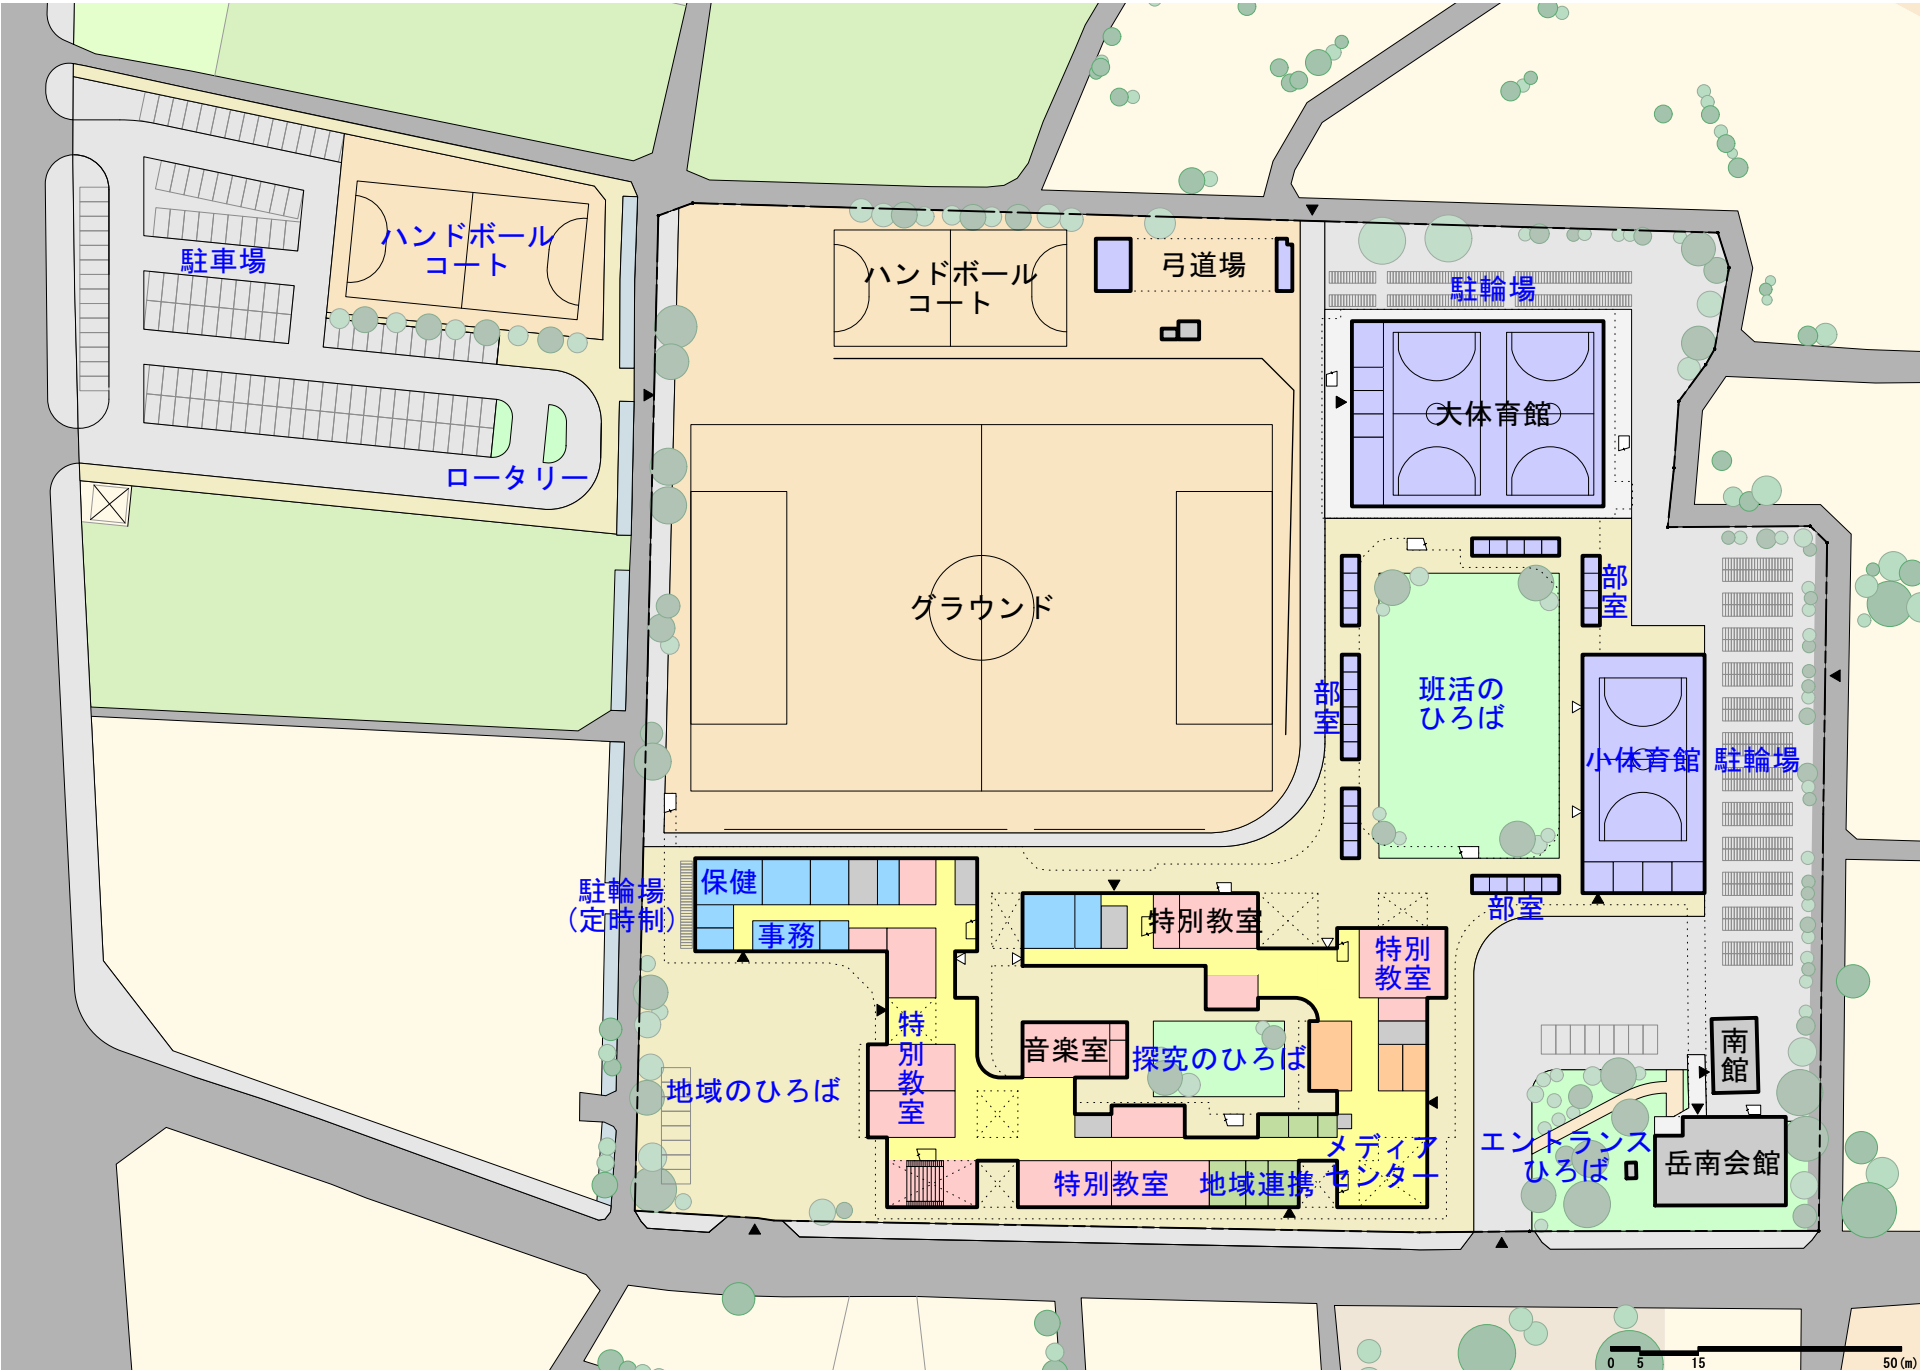 ハンドボール
コート
駐車場
ロータリー
ハンドボール
コート
弓道場
駐輪場
大体育館
グラウンド
部室
部室
班活の
ひろば
小体育館
駐輪場
部室
保健
事務
駐輪場
(定時制)
特別教室
特別
教室
特別教室
音楽室
探究のひろば
地域のひろば
南館
メディア
センター
エントランス
ひろば
岳南会館
特別教室
地域連携
0 5 15 50(m)